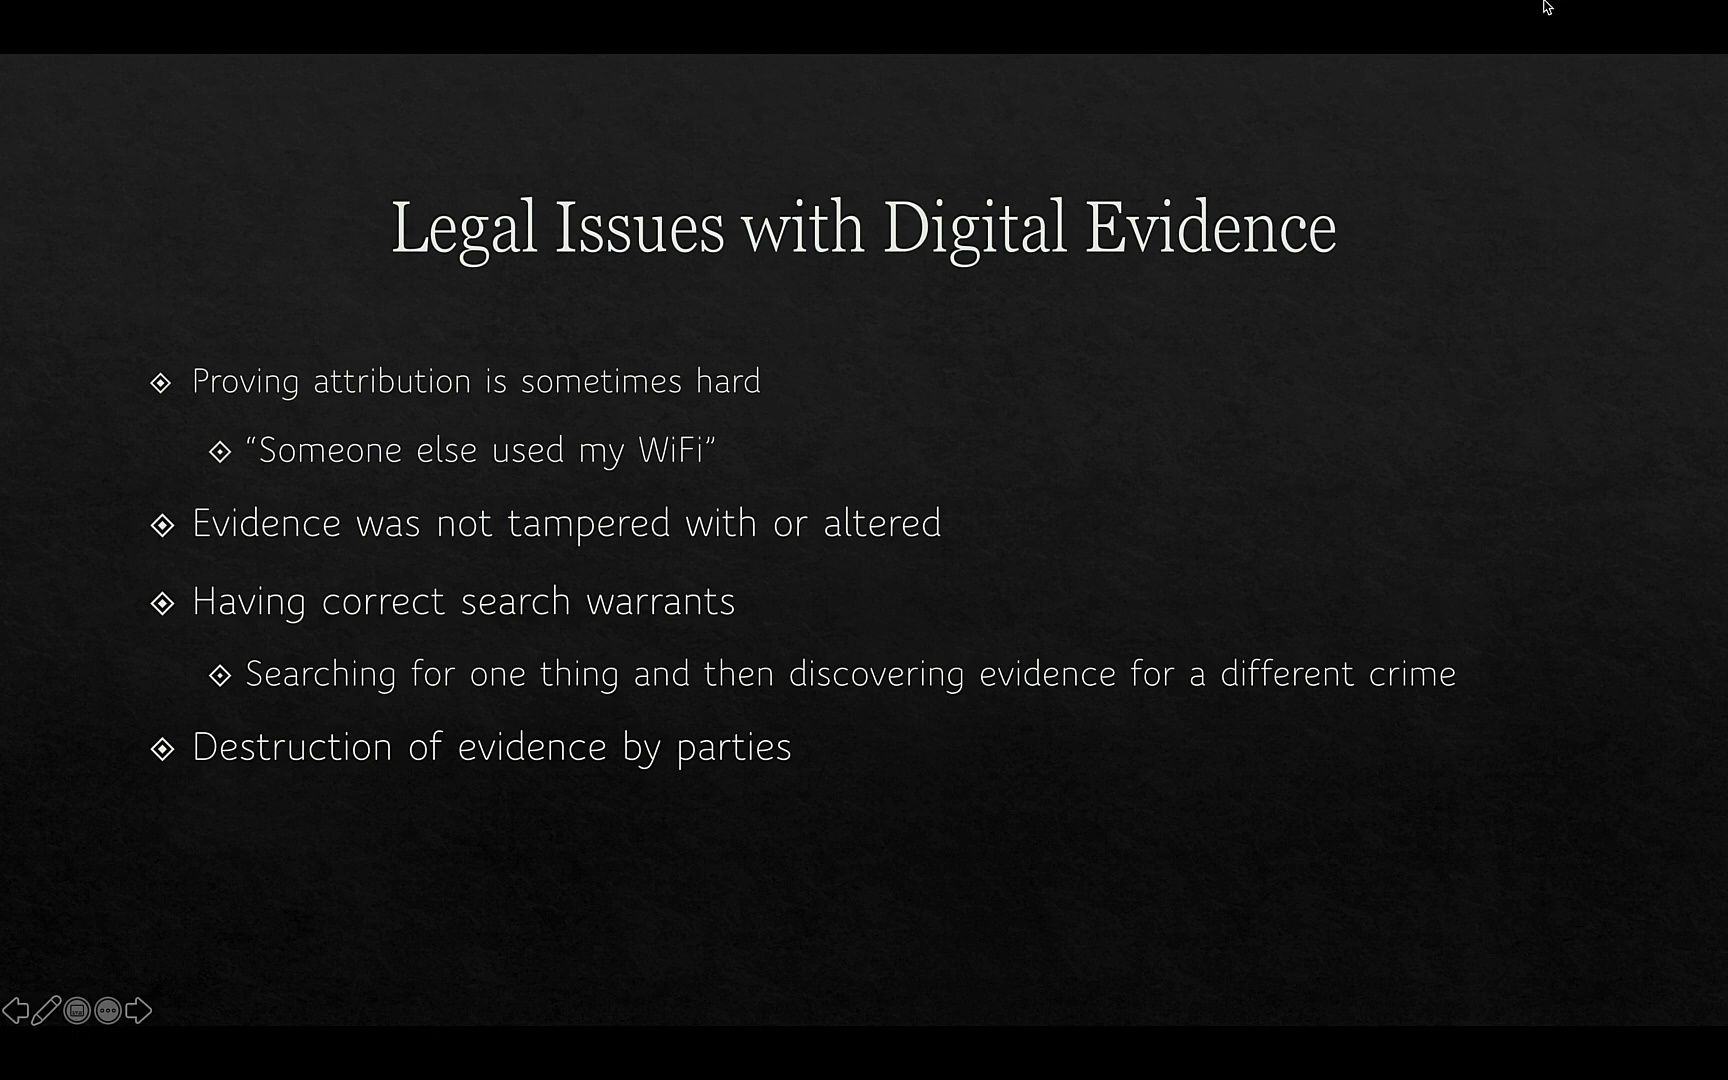 Legal Issues with Digital Evidence
Proving attribution is sometimes hard
“Someone else used my WiFi”
Evidence was not tampered with or altered
Having correct search warrants
Searching for one thing and then discovering evidence for a different crime
Destruction of evidence by parties